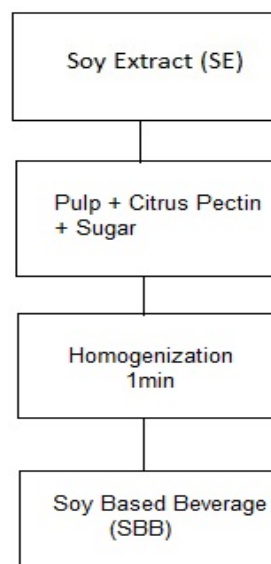 Soy Extract (SE)
Pulp + Citrus Pectin
+ Sugar
Homogenization
1min
Soy Based Beverage
(SBB)